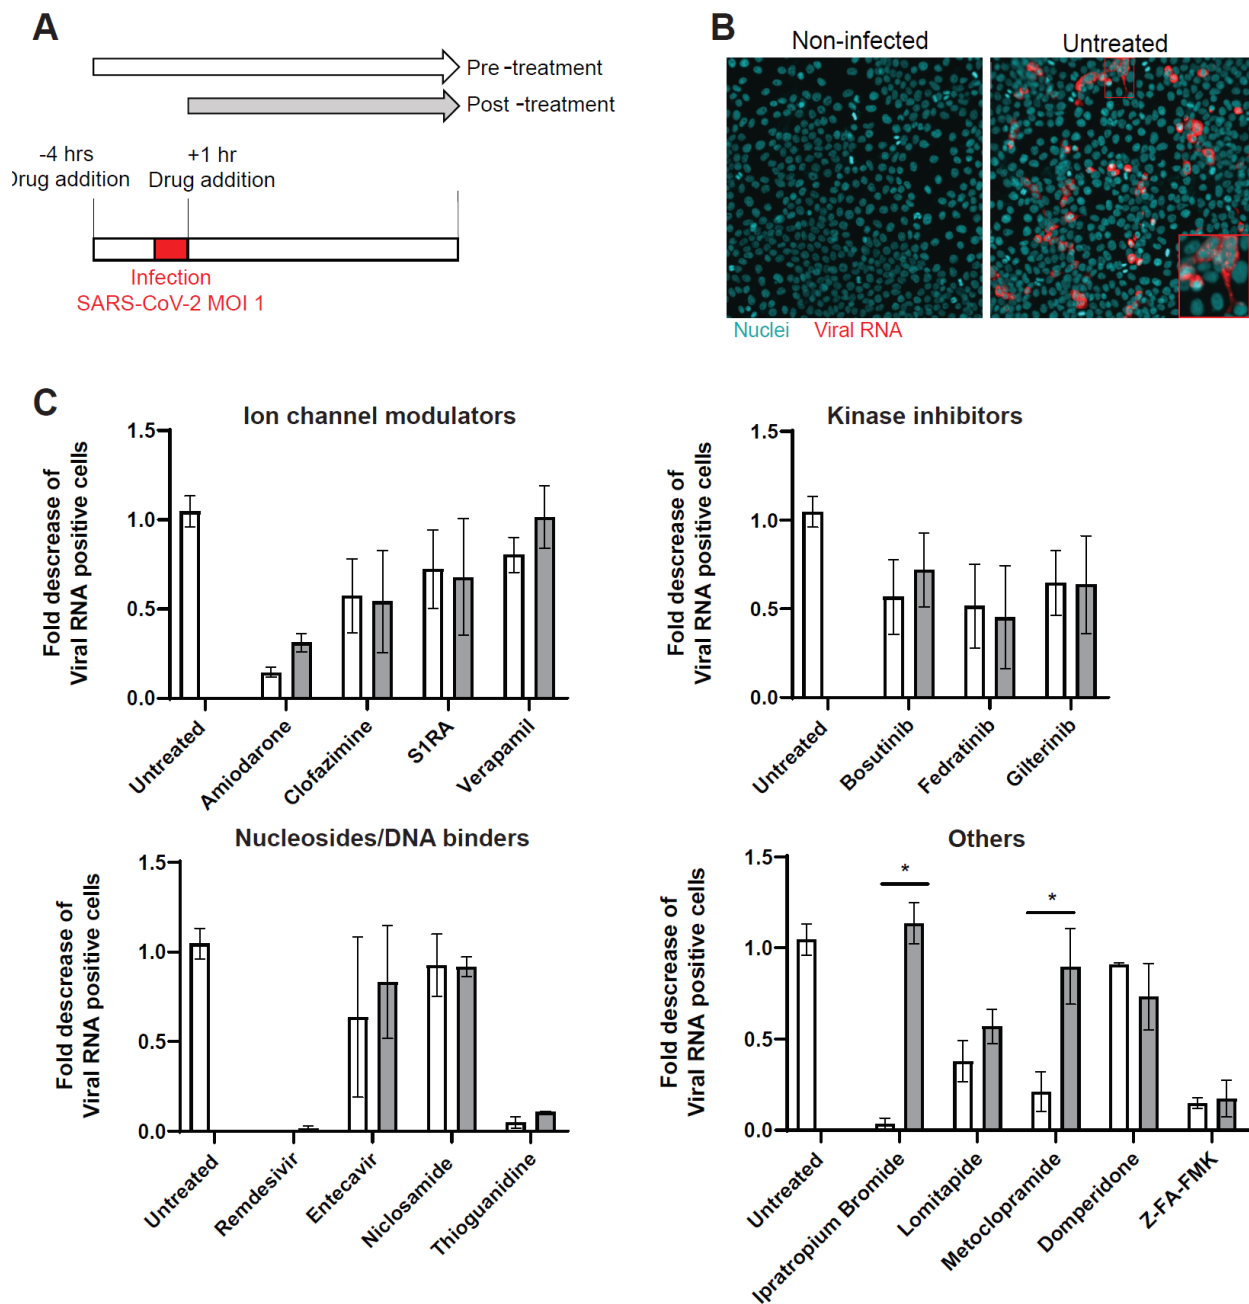 A
Pre-treatment
Post-treatment
-4 hrs
Drug addition
+1 hr
Drug addition
Infection
SARS-CoV-2 MOI 1
B
Non-infected
Untreated
Nuclei
Viral RNA
C
Ion channel modulators
Fold descrease of
Viral RNA positive cells
1.5
1.0
0.5
0.0
Untreated
Amiodarone
Clofazimine
S1RA
Verapamil
Kinase inhibitors
Fold descrease of
Viral RNA positive cells
1.5
1.0
0.5
0.0
Untreated
Bosutinib
Fedratinib
Gilterinib
Nucleosides/DNA binders
Fold descrease of
Viral RNA positive cells
1.5
1.0
0.5
0.0
Untreated
Remdesivir
Entecavir
Niclosamide
Thioguanidine
Others
Fold descrease of
Viral RNA positive cells
1.5
1.0
0.5
0.0
*
*
Untreated
Ipratropium Bromide
Lomitapide
Metoclopramide
Domperidone
Z-FA-FMK